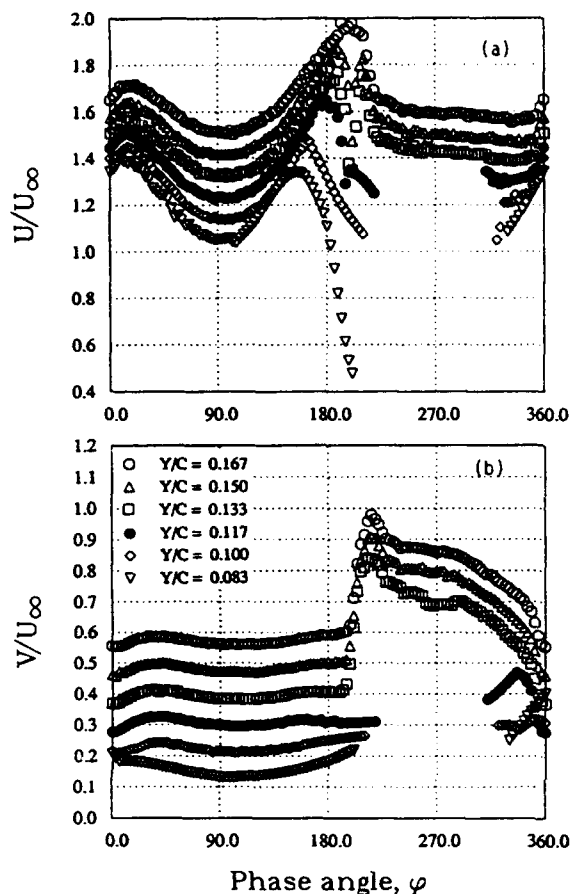 2.0
(a)
1.8
1.6
1.4
1.2
1.0
0.8
0.6
0.4
U/U∞
0.0 90.0 180.0 270.0 360.0
1.2
(b)
1.1
1.0
0.9
0.8
0.7
0.6
0.5
0.4
0.3
0.2
0.1
0.0
Y/C = 0.167
Y/C = 0.150
Y/C = 0.133
Y/C = 0.117
Y/C = 0.100
Y/C = 0.083
V/U∞
0.0 90.0 180.0 270.0 360.0
Phase angle, φ